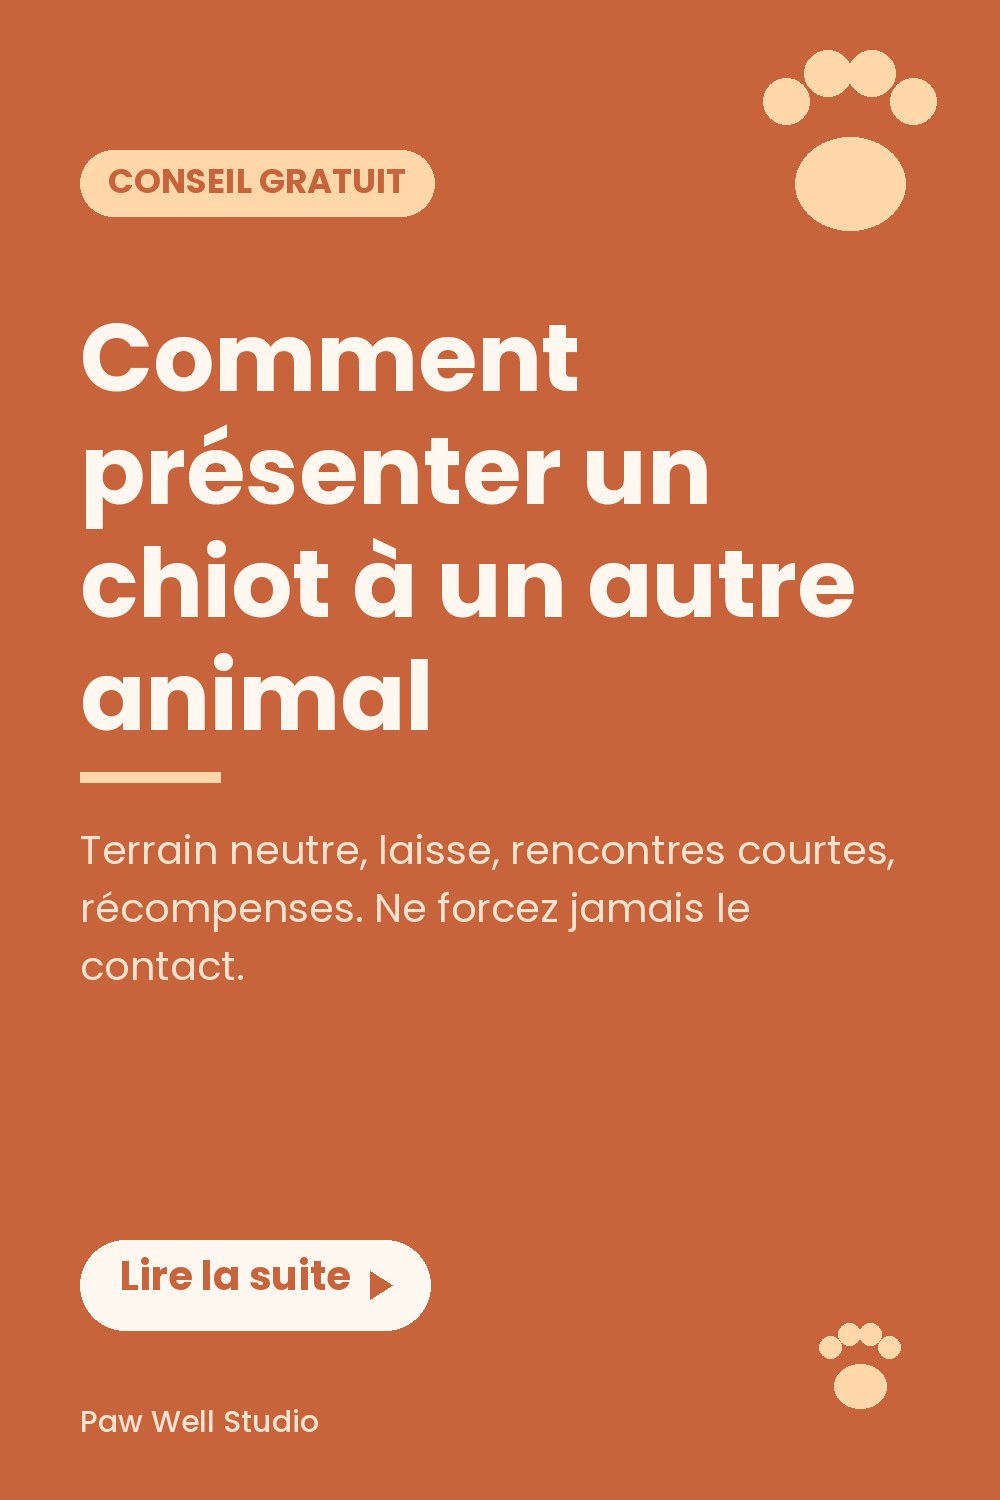 CONSEIL GRATUIT
Comment
présenter un
chiot à un autre
animal
Terrain neutre, laisse, rencontres courtes,
récompenses. Ne forcez jamais le
contact.
Lire la suite
Paw Well Studio